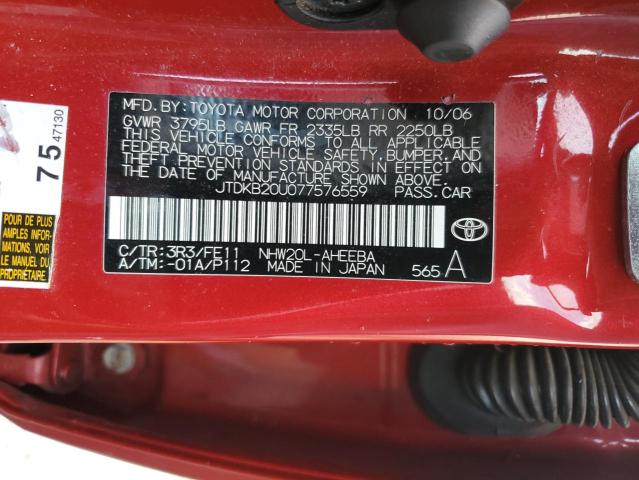 MFD.BY:TOYOTA MOTOR CORPORATION 10/06
GVWR 3795LB GAWR FR 2335LB RR 2250LB
THIS VEHICLE CONFORMS TO ALL APPLICABLE
FEDERAL MOTOR VEHICLE SAFETY, BUMPER, AND
THEFT PREVENTION STANDARDS IN EFFECT ON
THE DATE OF MANUFACTURE SHOWN ABOVE.
JTDKB20U077576559 PASS.CAR
C/TR:3R3/FE11 NHW20L-AHEEBA
A/TM:-01A/P112 MADE IN JAPAN 565 A
75 47130
POUR DE PLUS
AMPLES INFOR-
MATIONS, VOIR
LE MANUEL DU
PROPRIÉTAIRE